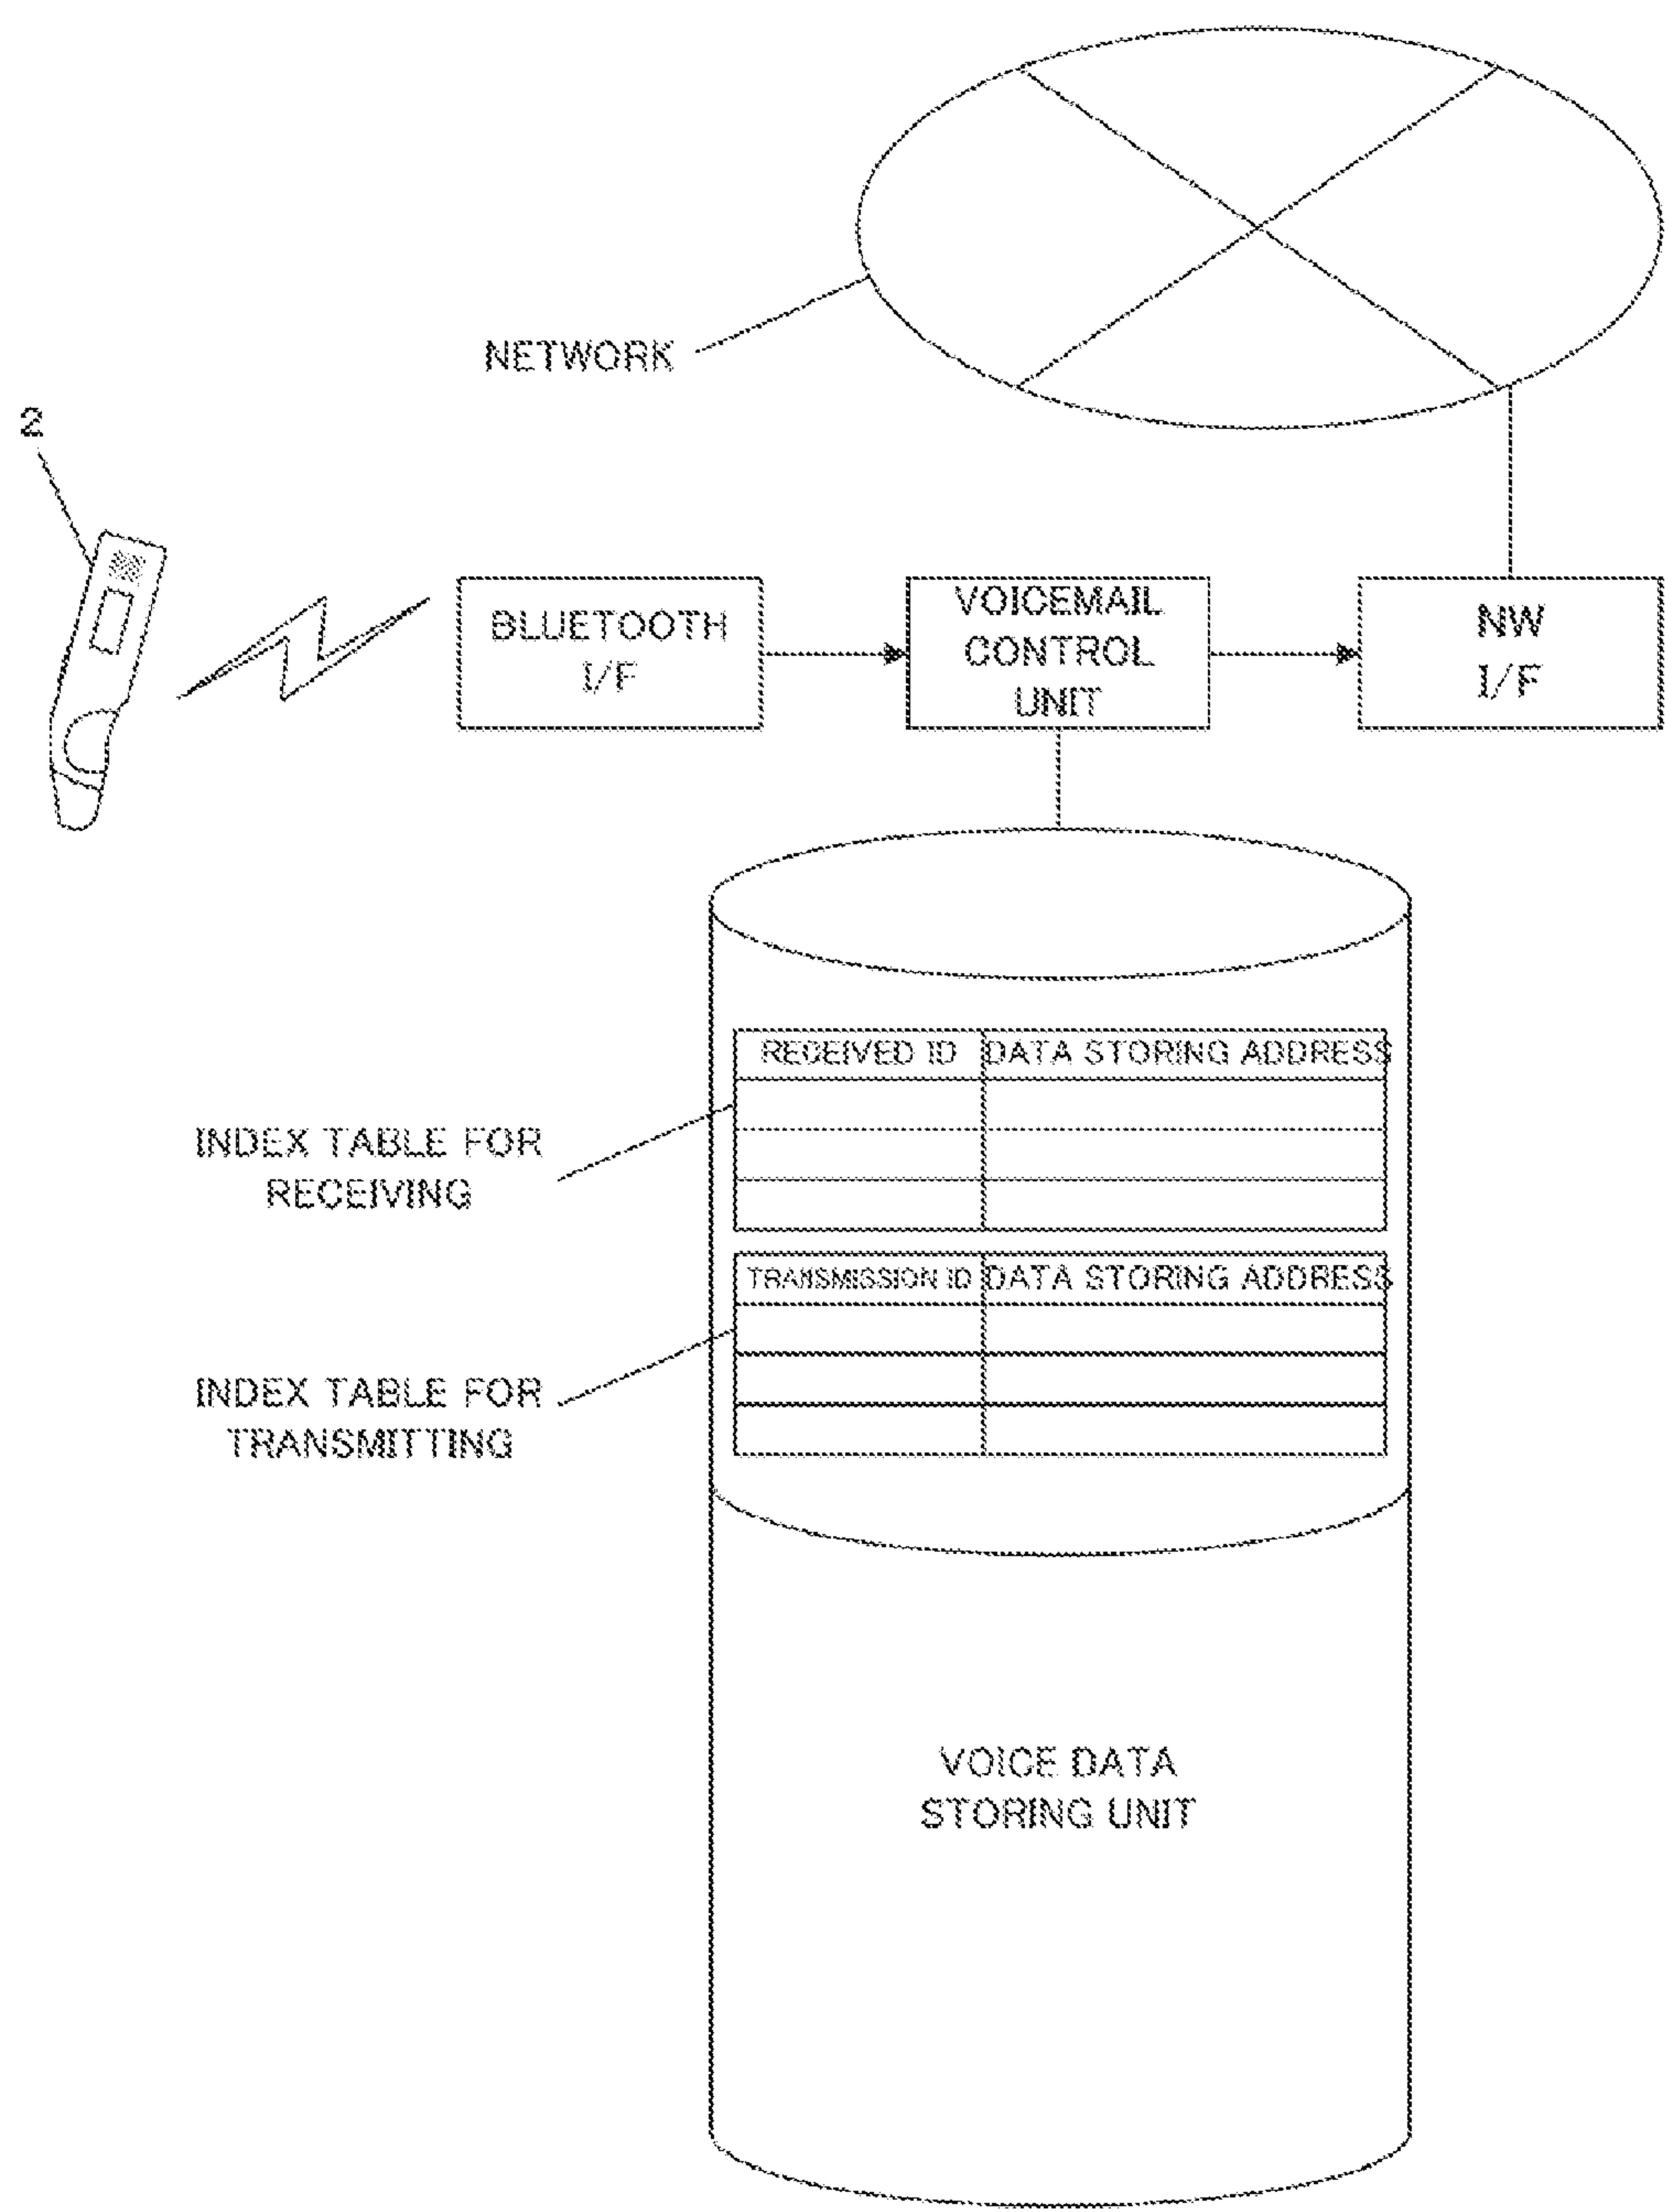 NETWORK
2
BLUETOOTH
I/F
VOICEMAIL
CONTROL
UNIT
NW
I/F
RECEIVED ID
DATA STORING ADDRESS
INDEX TABLE FOR
RECEIVING
TRANSMISSION ID
DATA STORING ADDRESS
INDEX TABLE FOR
TRANSMITTING
VOICE DATA
STORING UNIT